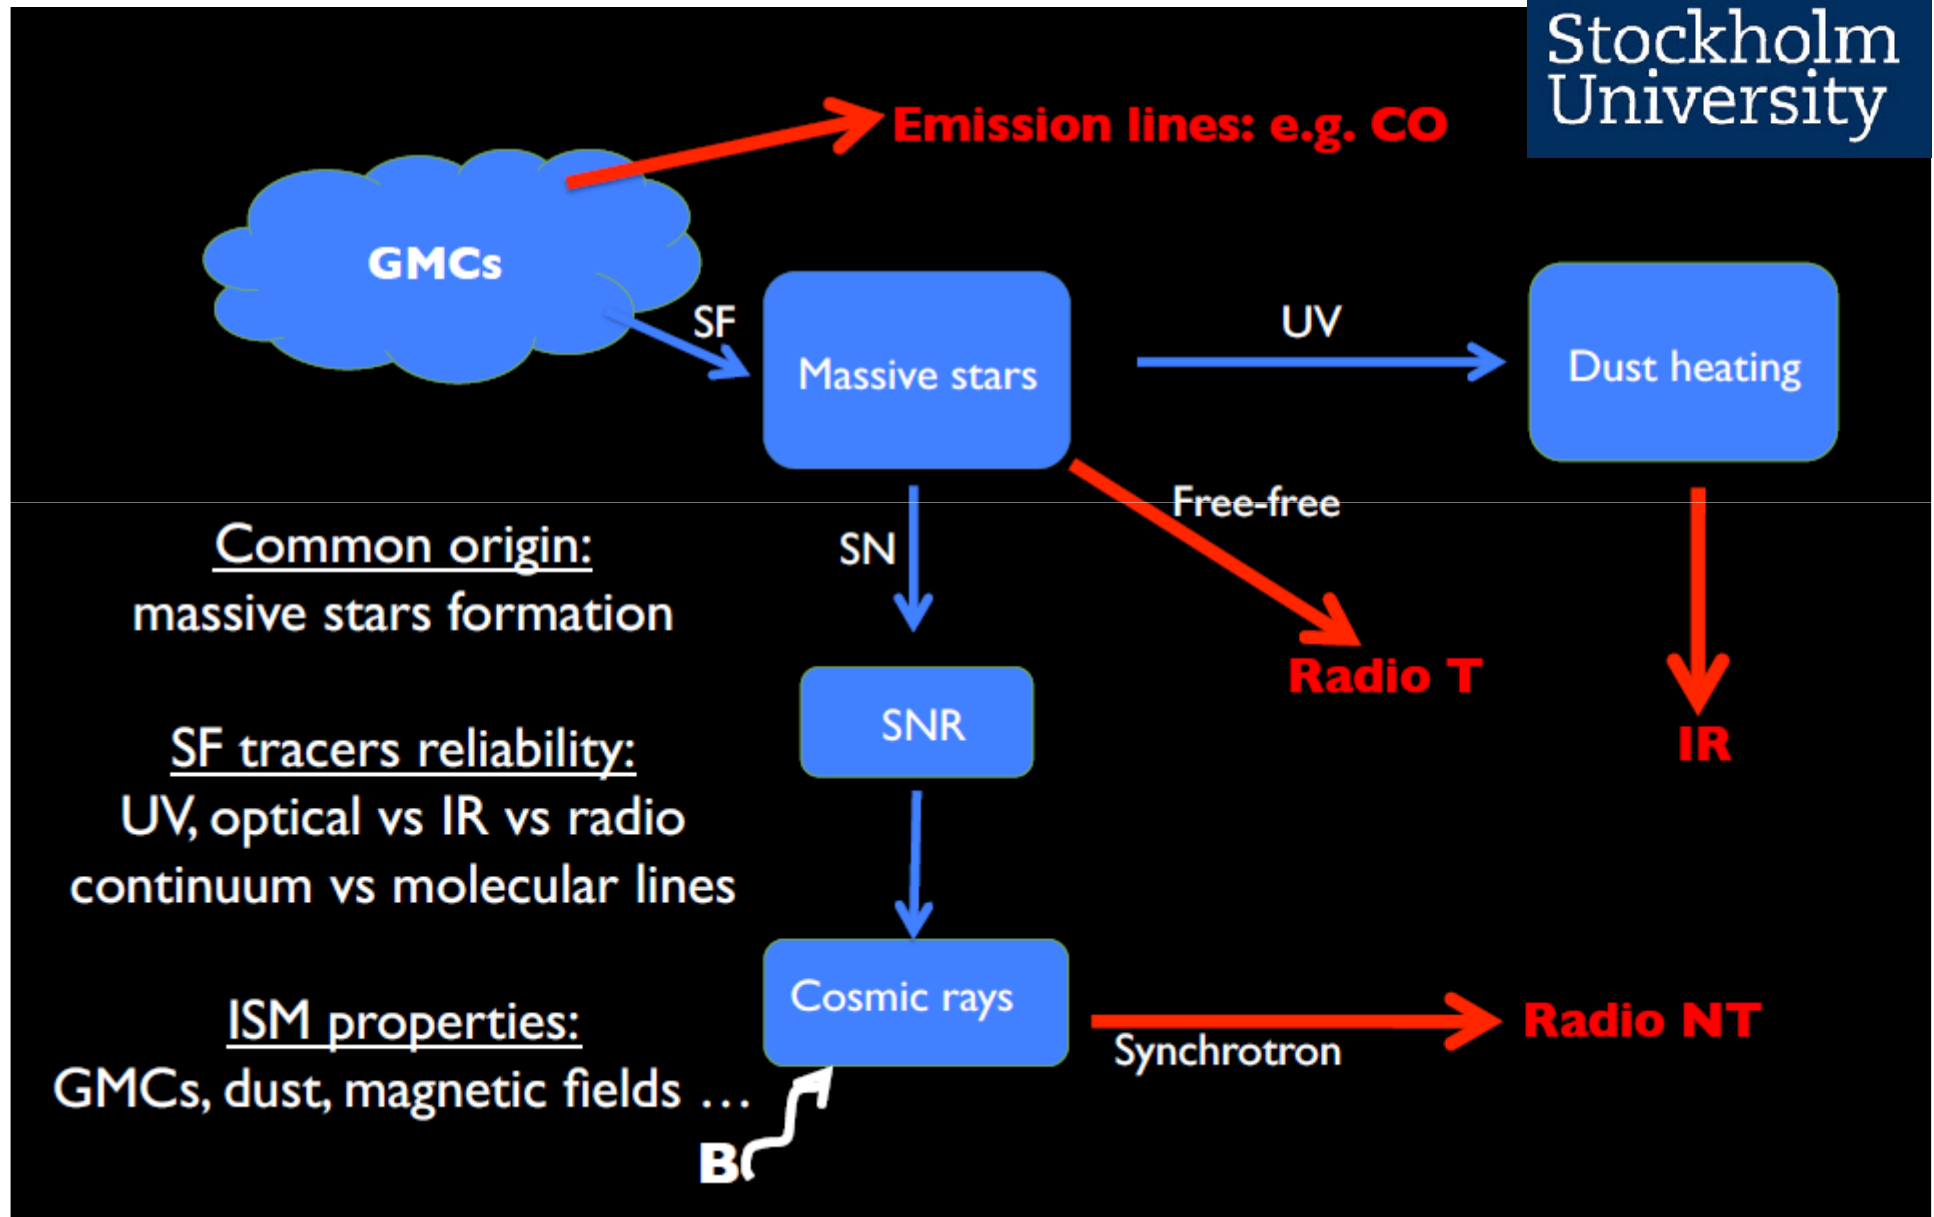 Stockholm
University
Emission lines: e.g. CO
GMCs
SF
Massive stars
UV
Dust heating
Free-free
SN
Radio T
IR
Common origin:
massive stars formation
SNR
SF tracers reliability:
UV, optical vs IR vs radio
continuum vs molecular lines
Cosmic rays
Synchrotron
Radio NT
ISM properties:
GMCs, dust, magnetic fields ...
B